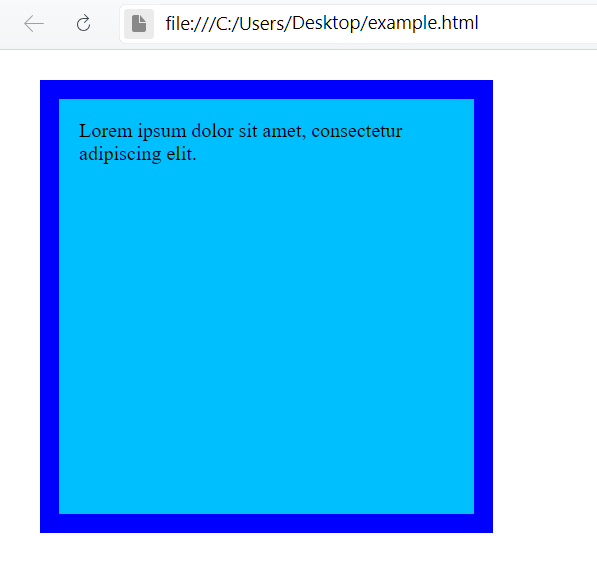 file:///C:/Users/Desktop/example.html
Lorem ipsum dolor sit amet, consectetur
adipiscing elit.